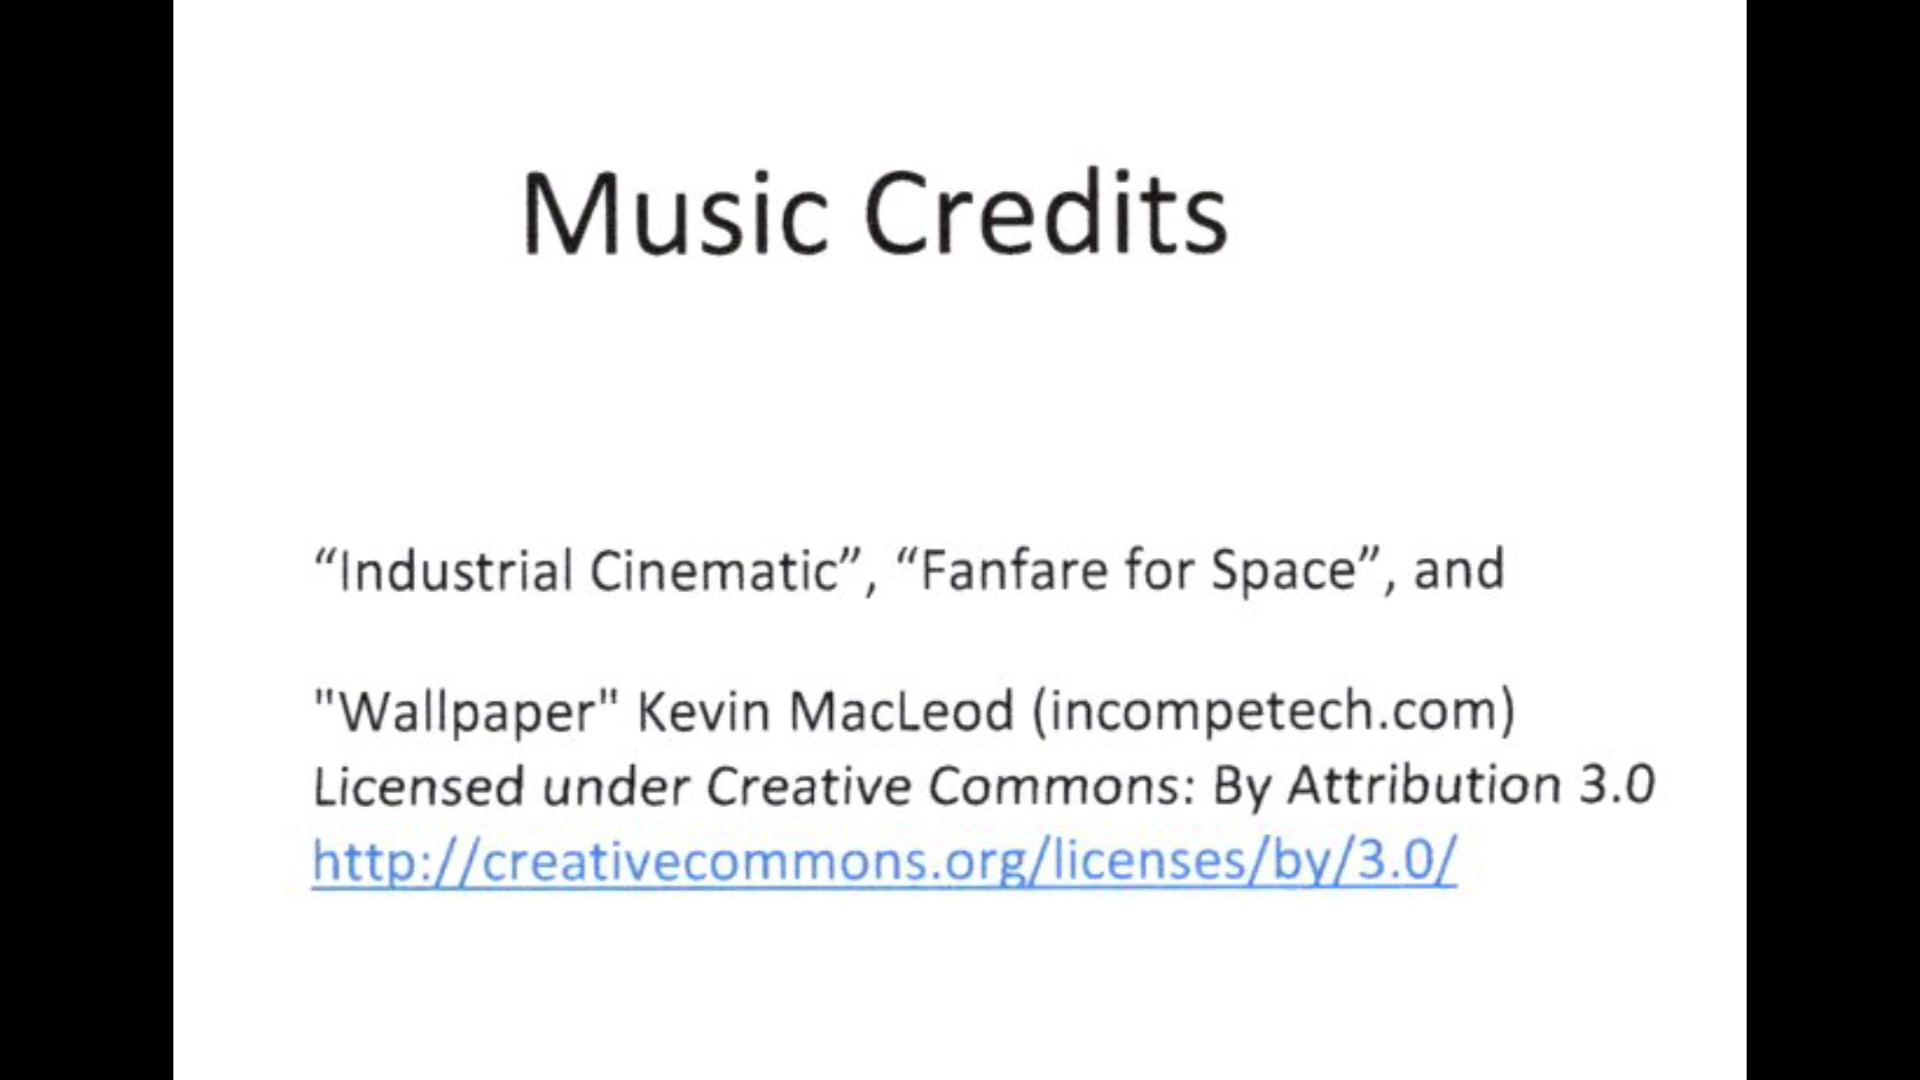 Music Credits
“Industrial Cinematic”, “Fanfare for Space”, and
"Wallpaper" Kevin MacLeod (incompetech.com)
Licensed under Creative Commons: By Attribution 3.0
http://creativecommons.org/licenses/by/3.0/